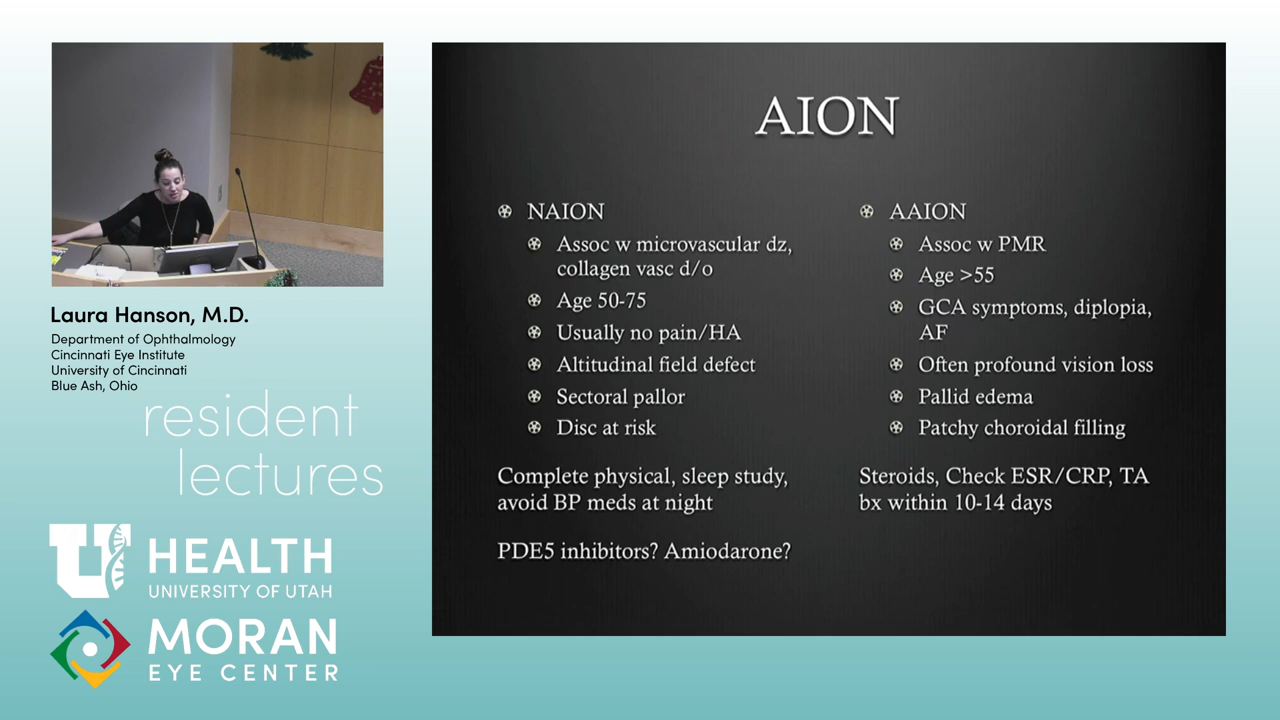 Laura Hanson, M.D.
Department of Ophthalmology
Cincinnati Eye Institute
University of Cincinnati
Blue Ash, Ohio
resident
lectures
U HEALTH
UNIVERSITY OF UTAH
MORAN
EYE CENTER
AION
NAION
Assoc w microvascular dz,
collagen vasc d/o
Age 50-75
Usually no pain/HA
Altitudinal field defect
Sectoral pallor
Disc at risk
Complete physical, sleep study,
avoid BP meds at night
PDE5 inhibitors? Amiodarone?
AAION
Assoc w PMR
Age >55
GCA symptoms, diplopia,
AF
Often profound vision loss
Pallid edema
Patchy choroidal filling
Steroids, Check ESR/CRP, TA
bx within 10-14 days